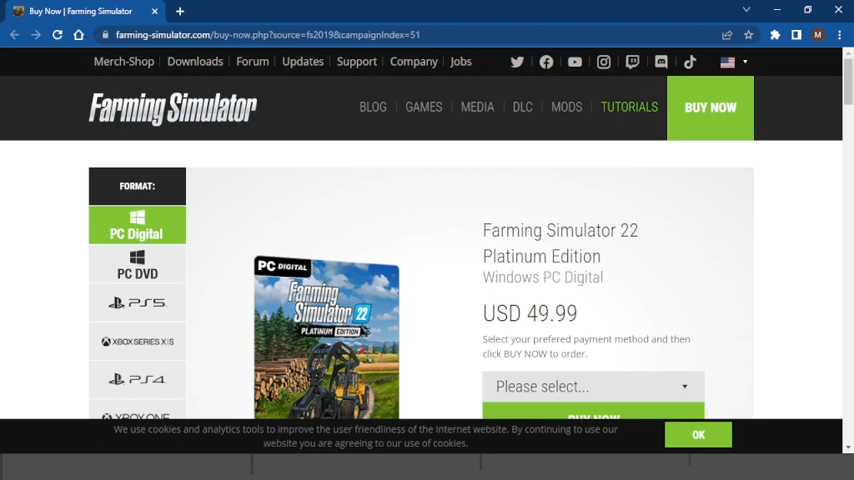 Buy Now | Farming Simulator
farming-simulator.com/buy-now.php?source=fs2019&campaignIndex=51
M
Merch-Shop | Downloads | Forum | Updates | Support | Company | Jobs
Farming Simulator
BLOG | GAMES | MEDIA | DLC | MODS | TUTORIALS
BUY NOW
FORMAT:
PC Digital
PC DVD
PS5
XBOX SERIES X|S
PS4
XBOX ONE
PC DIGITAL
Farming
Simulator 22
PLATINUM EDITION
Farming Simulator 22
Platinum Edition
Windows PC Digital
USD 49.99
Select your prefered payment method and then
click BUY NOW to order.
Please select...
BUY NOW
We use cookies and analytics tools to improve the user friendliness of the internet website. By continuing to use our
website you are agreeing to our use of cookies.
OK